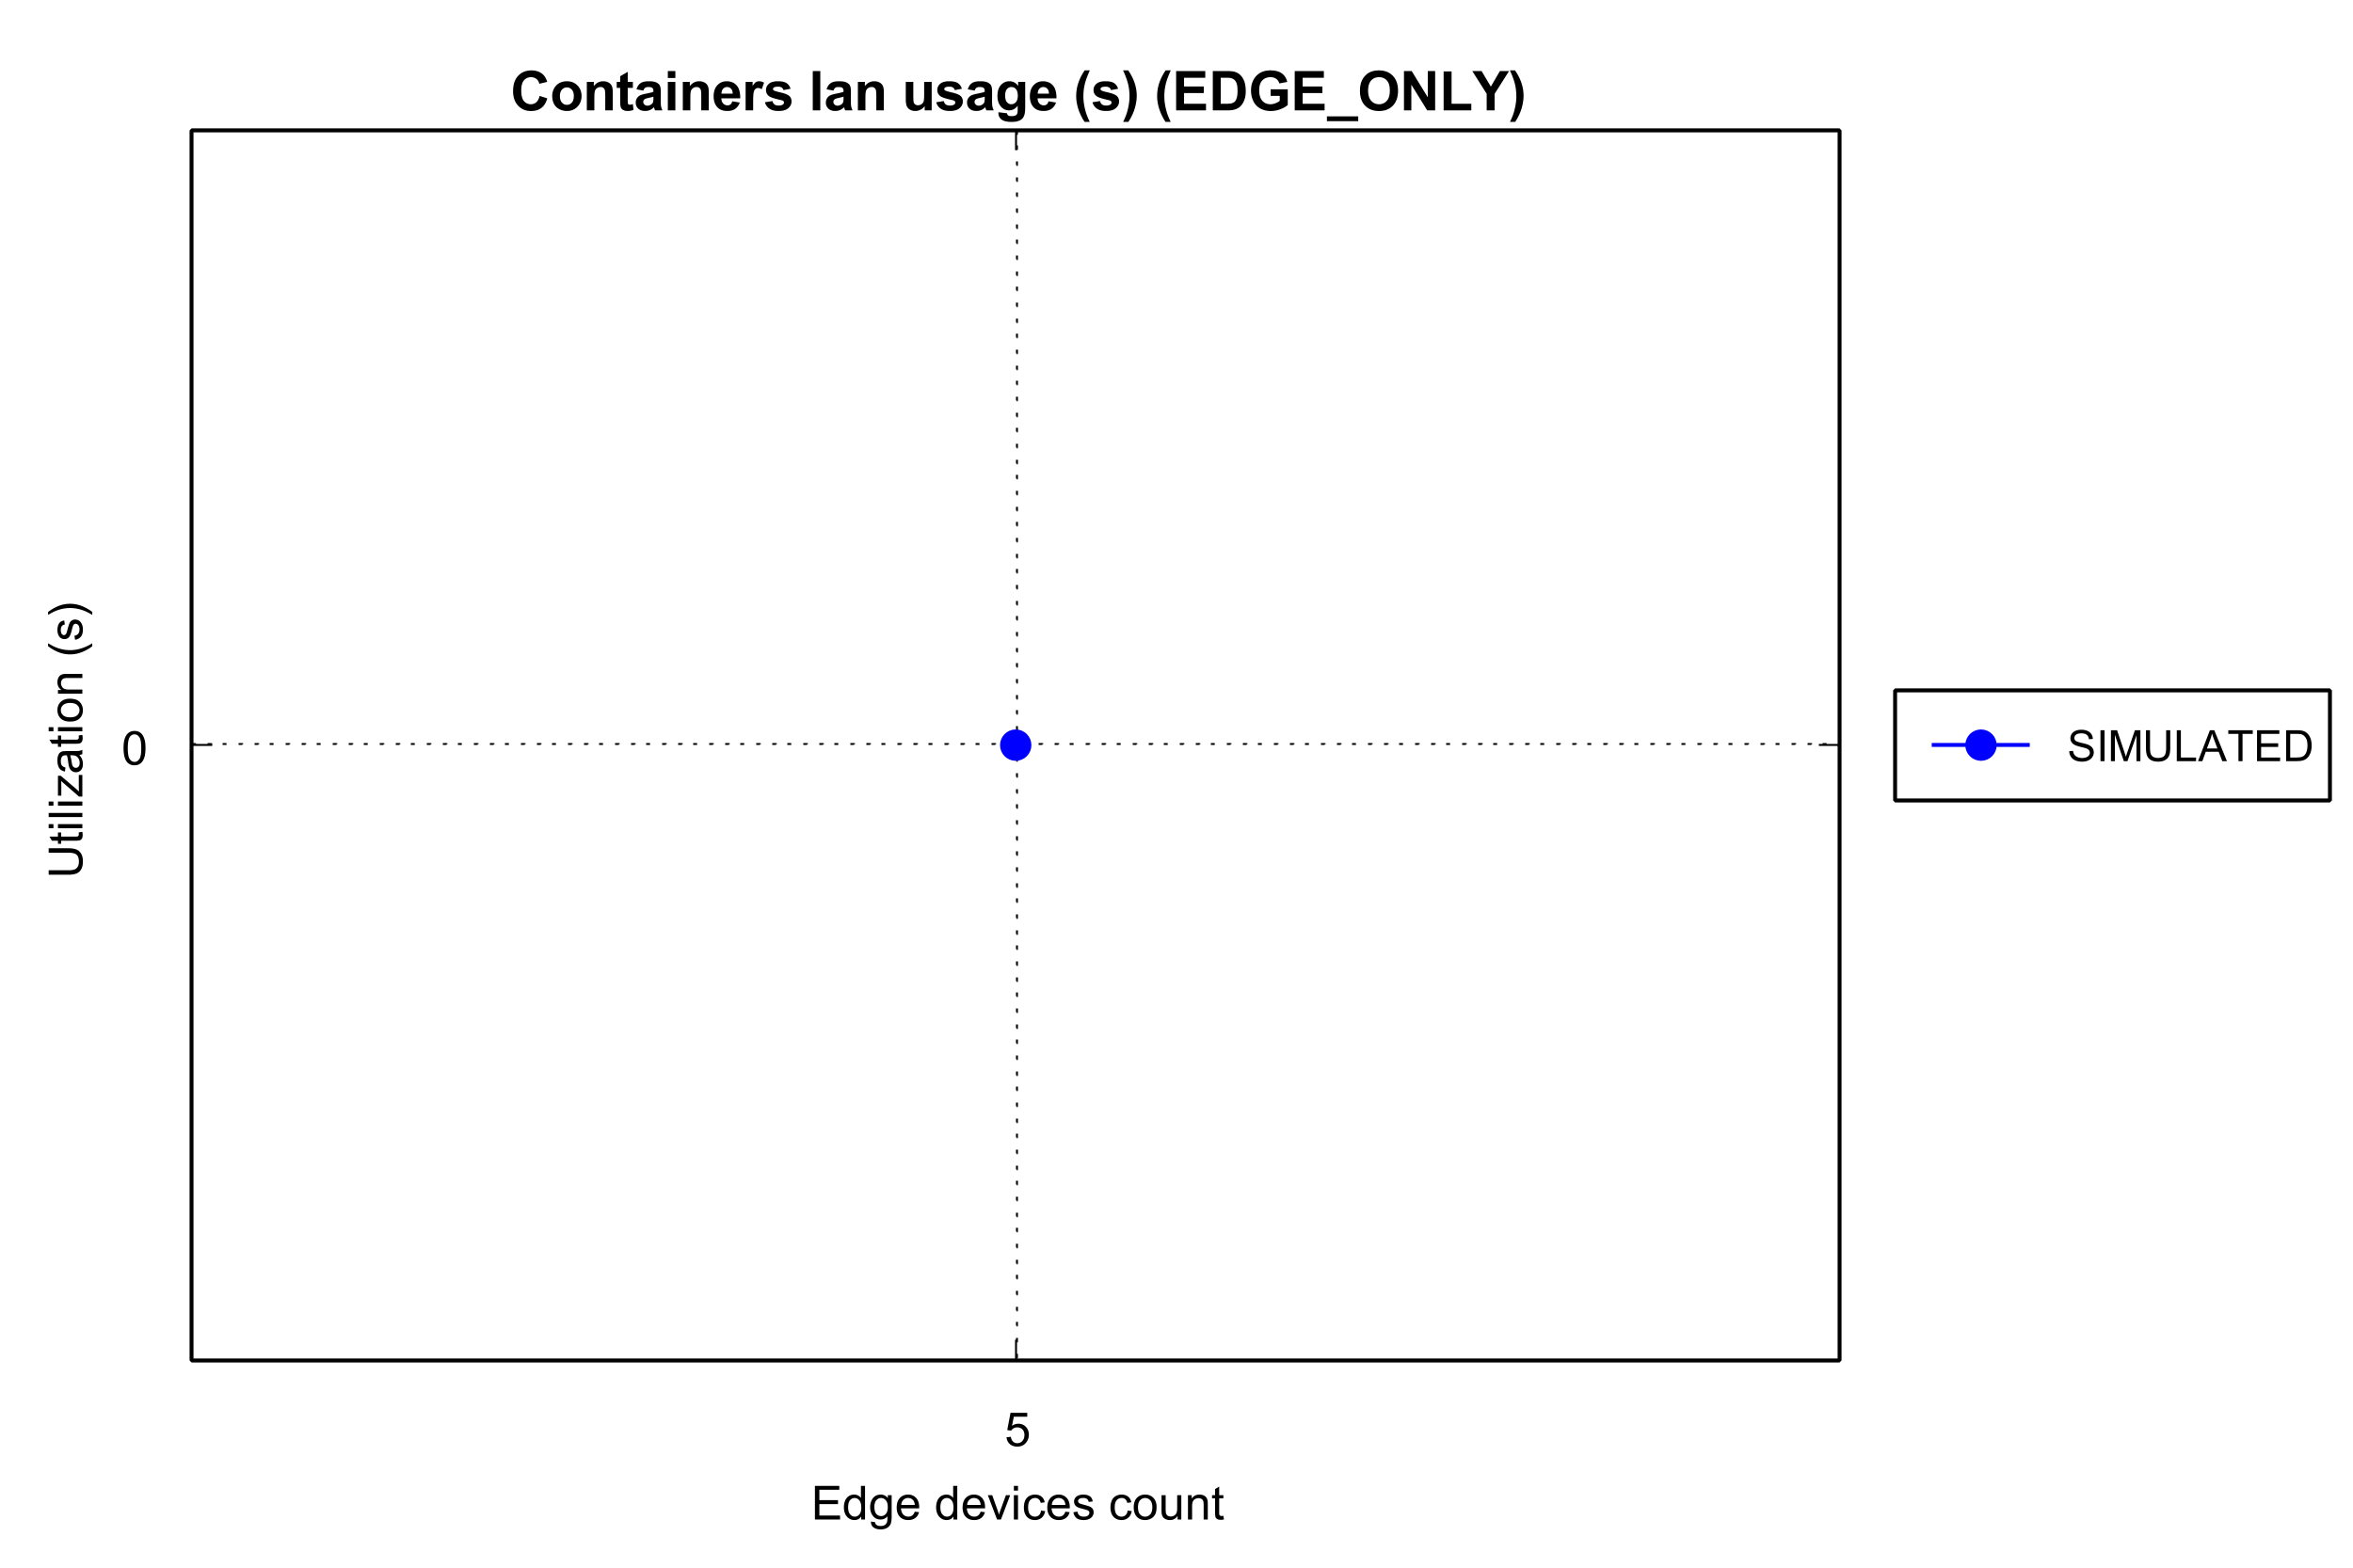 Containers lan usage (s) (EDGE_ONLY)
Utilization (s)
0
SIMULATED
5
Edge devices count